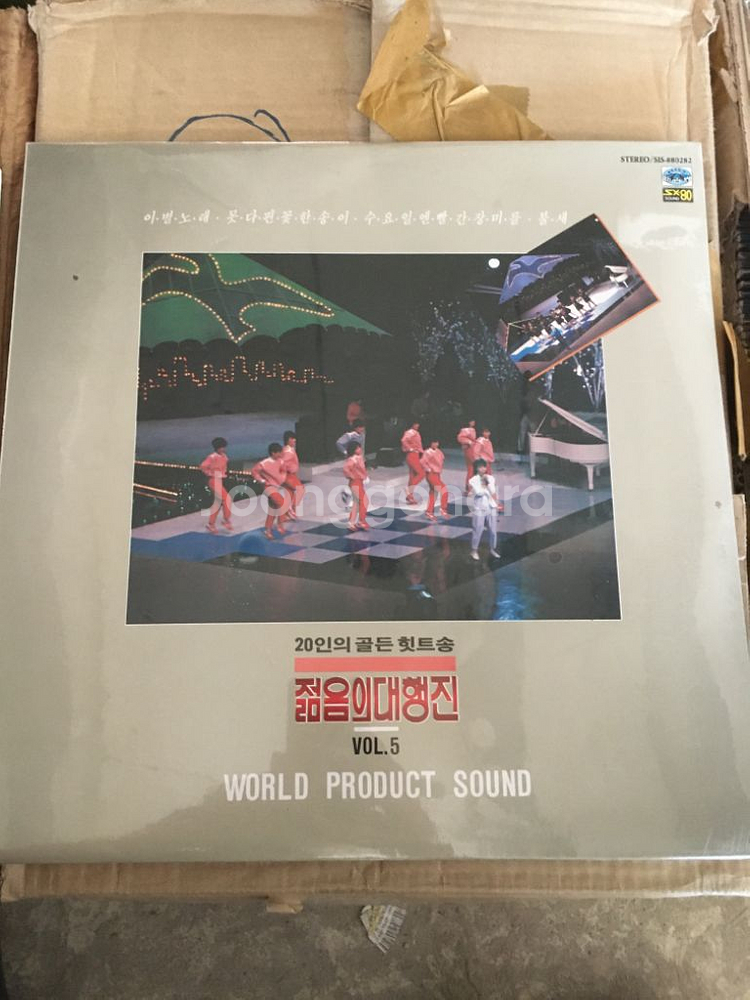 STEREO/SIS-880282
SX80
SOUND
이·별·노·래·못·다·핀·꽃·한·송·이·수·요·일·엔·빨·간·장·미·를·봄·새
Joonggonara
20인의 골든 힛트송
젊음의대행진
VOL.5
WORLD PRODUCT SOUND